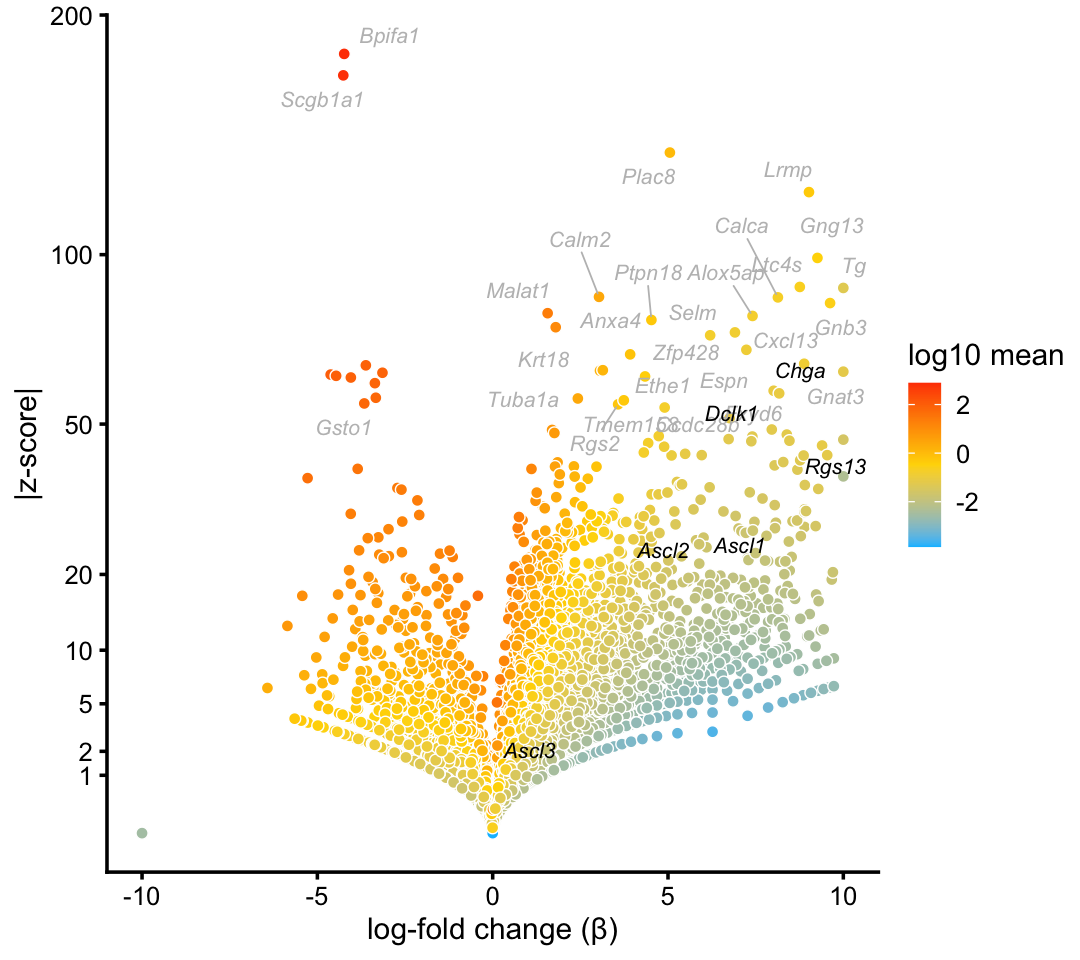 200
Bpifa1
Scgb1a1
Plac8
Lrmp
Calca
Gng13
Calm2
100
Ptpn18
Alox5ap
Ltc4s
Tg
Malat1
Anxa4
Selm
Gnb3
Cxcl13
Krt18
Zfp428
Chga
Ethe1
Espn
Gnat3
Tuba1a
Dclk1
50
Gsto1
Rgs2
Rgs13
Ascl2
Ascl1
20
10
5
2
1
Ascl3
-10
-5
0
5
10
log-fold change (β)
|z-score|
log10 mean
2
0
-2